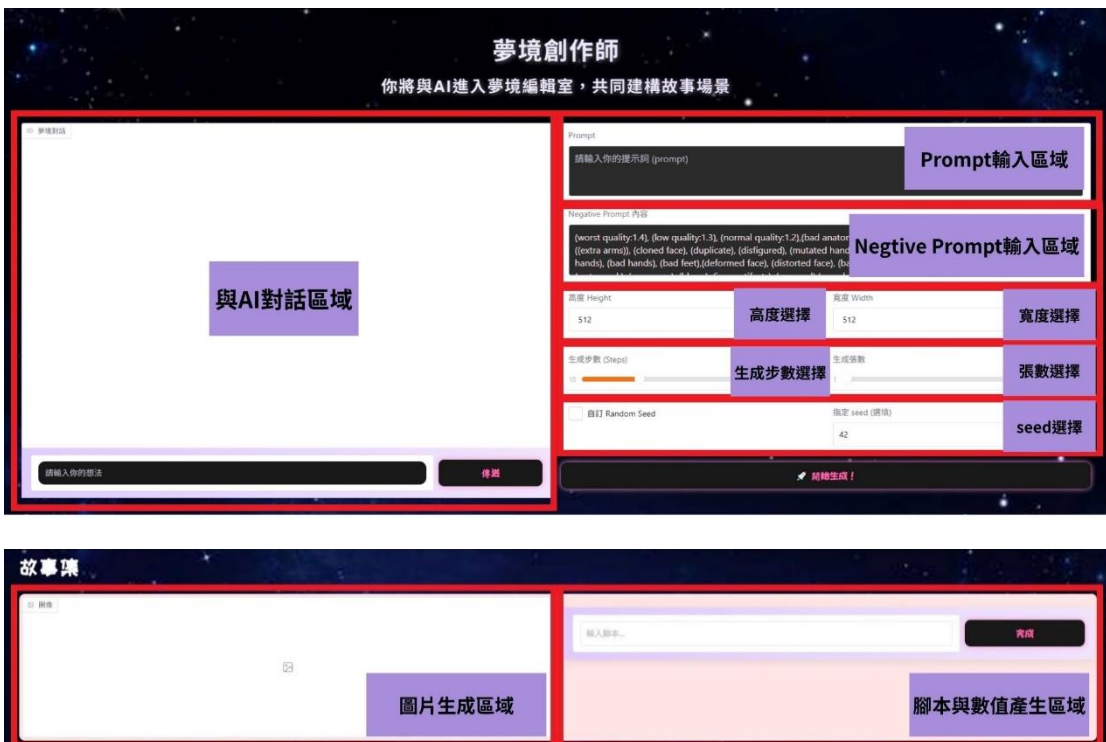 夢境創作師
你將與AI進入夢境編輯室，共同建構故事場景
夢境對話
與AI對話區域
請輸入你的想法
傳遞
Prompt
請輸入你的提示詞 (prompt)
Prompt輸入區域
Negative Prompt 內容
(worst quality:1.4), (low quality:1.3), (normal quality:1.2),(bad anaton
((extra arms)), (cloned face), (duplicate), (disfigured), (mutated hand
hands), (bad hands), (bad feet),(deformed face), (distorted face), (ba
Negtive Prompt輸入區域
高度 Height
512
高度選擇
寬度 Width
512
寬度選擇
生成步數 (Steps)
10
生成步數選擇
生成張數
1
張數選擇
自訂 Random Seed
指定 seed (選填)
42
seed選擇
開始生成！
故事集
圖像
圖片生成區域
輸入腳本...
完成
腳本與數值產生區域